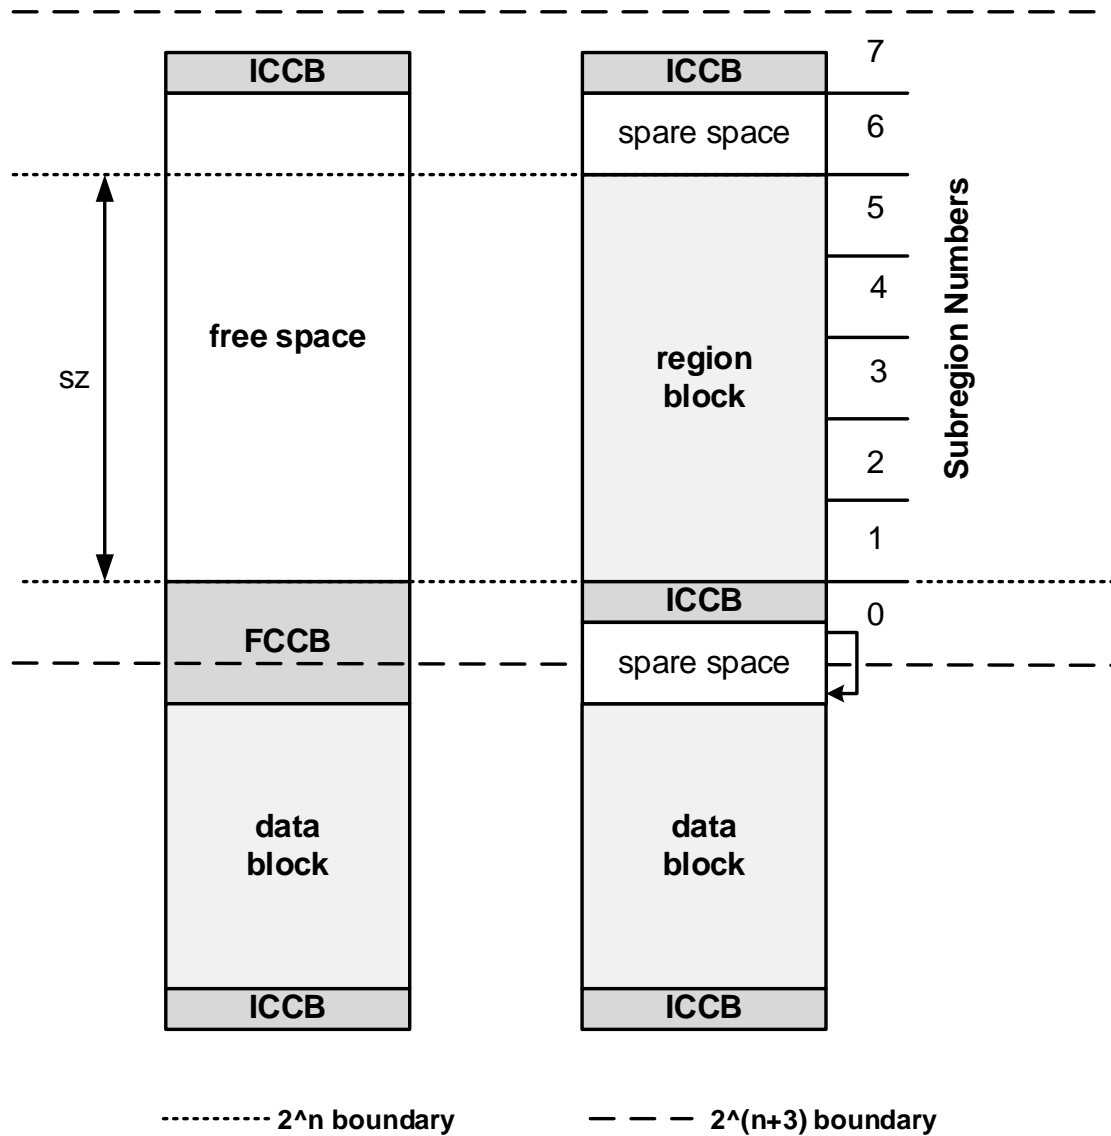 ICCB
free space
sz
FCCB
data
block
ICCB
ICCB
spare space
region
block
ICCB
spare space
data
block
ICCB
7
6
5
4
3
2
1
0
Subregion Numbers
2^n boundary
2^(n+3) boundary